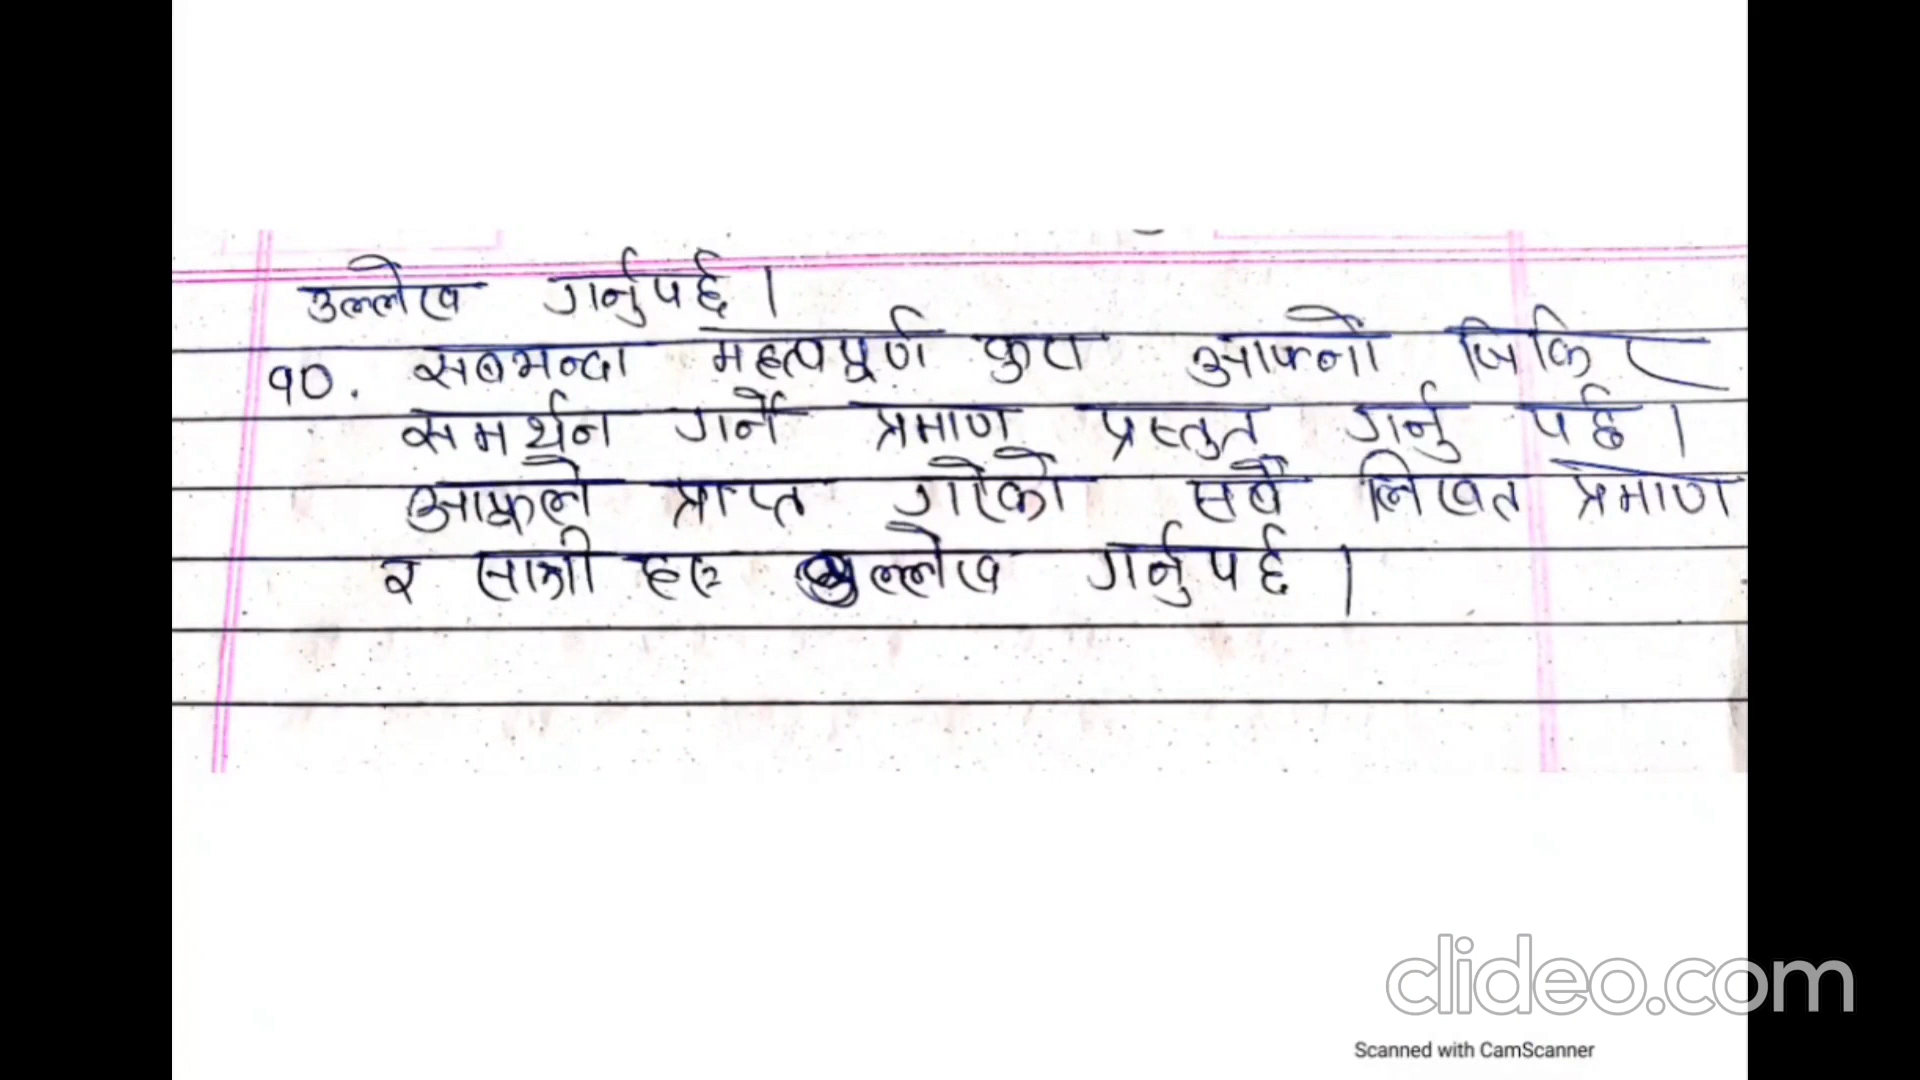 उल्लेख गर्नुपर्छ ।
१०. सबभन्दा महत्वपूर्ण कुरा आफ्नो जिकिर
समर्थन गर्ने प्रमाण प्रस्तुत गर्नु पर्छ ।
आफूले प्राप्त गरेको सबै लिखत प्रमाण
र साक्षी हरू उल्लेख गर्नुपर्छ ।
clideo.com
Scanned with CamScanner